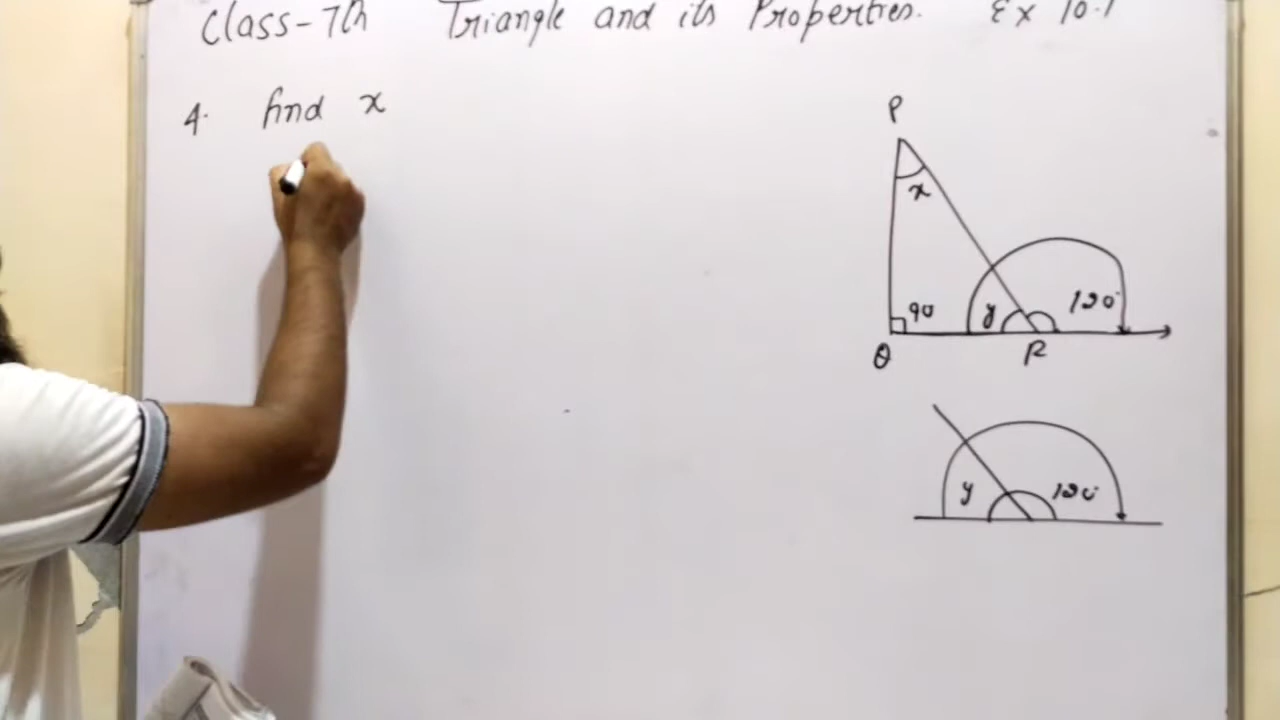 Class-7th Triangle and its Properties. Ex 10.1
4. find x
P
x
90 y 120°
Q R
y 120°